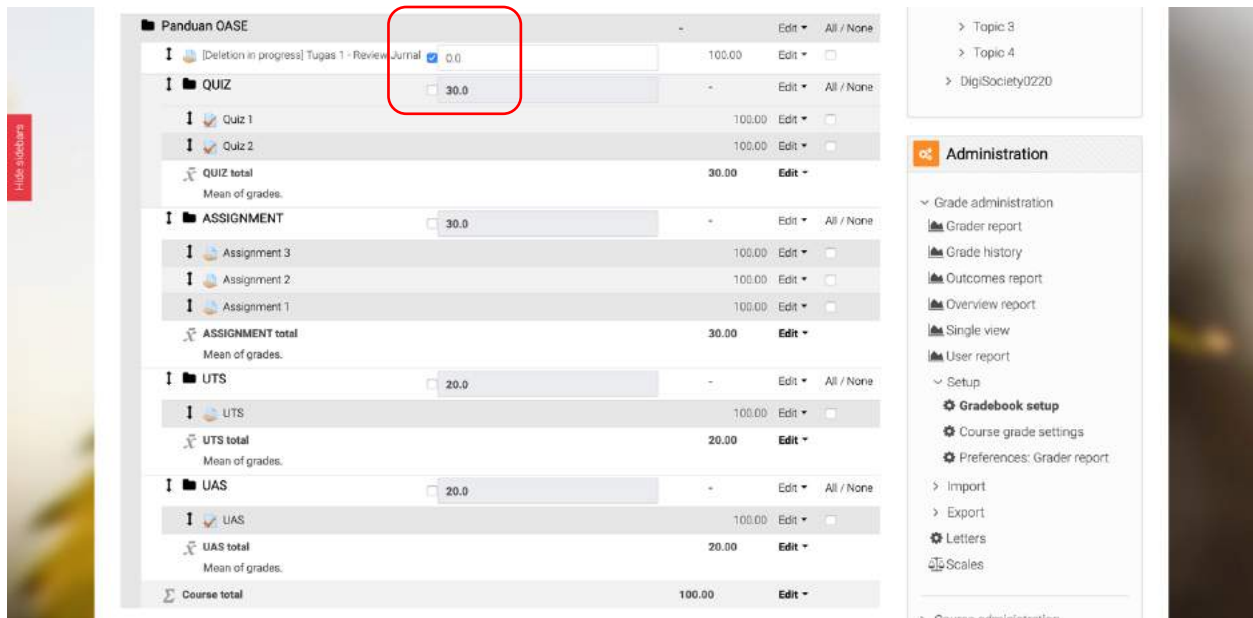 Panduan OASE - Edit All / None
[Deletion in progress] Tugas 1 - Review Jurnal 0.0 100.00 Edit
QUIZ 30.0 - Edit All / None
Quiz 1 100.00 Edit
Quiz 2 100.00 Edit
QUIZ total 30.00 Edit
Mean of grades.
ASSIGNMENT 30.0 - Edit All / None
Assignment 3 100.00 Edit
Assignment 2 100.00 Edit
Assignment 1 100.00 Edit
ASSIGNMENT total 30.00 Edit
Mean of grades.
UTS 20.0 - Edit All / None
UTS 100.00 Edit
UTS total 20.00 Edit
Mean of grades.
UAS 20.0 - Edit All / None
UAS 100.00 Edit
UAS total 20.00 Edit
Mean of grades.
Course total 100.00 Edit
Hide sidebars
Topic 3
Topic 4
DigiSociety0220
Administration
Grade administration
Grader report
Grade history
Outcomes report
Overview report
Single view
User report
Setup
Gradebook setup
Course grade settings
Preferences: Grader report
Import
Export
Letters
Scales